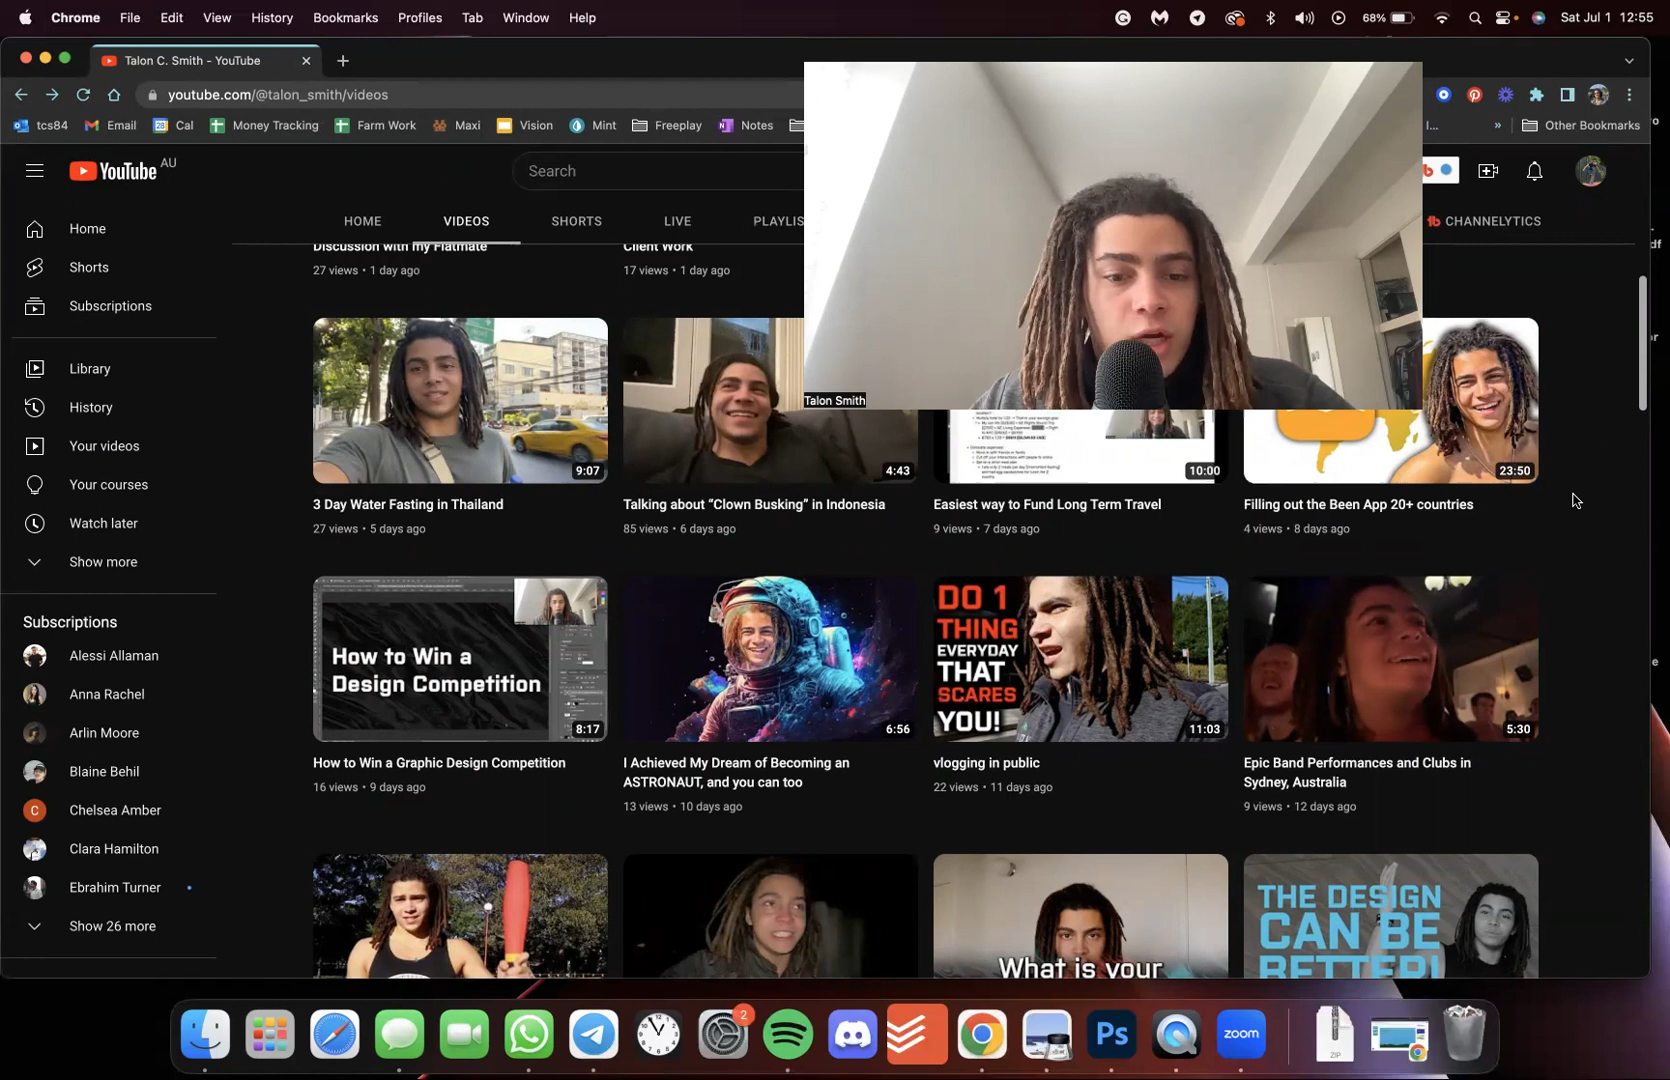 Chrome File Edit View History Bookmarks Profiles Tab Window Help 68% Sat Jul 1 12:55
Talon C. Smith - YouTube
youtube.com/@talon_smith/videos
tcs84 Email Cal Money Tracking Farm Work Maxi Vision Mint Freeplay Notes Other Bookmarks
YouTube AU
Search
HOME VIDEOS SHORTS LIVE PLAYLIS CHANNELYTICS
Home
Shorts
Subscriptions
Library
History
Your videos
Your courses
Watch later
Show more
Subscriptions
Alessi Allaman
Anna Rachel
Arlin Moore
Blaine Behil
Chelsea Amber
Clara Hamilton
Ebrahim Turner
Show 26 more
Discussion with my Flatmate
27 views • 1 day ago
Client Work
17 views • 1 day ago
Talon Smith
9:07
3 Day Water Fasting in Thailand
27 views • 5 days ago
4:43
Talking about “Clown Busking” in Indonesia
85 views • 6 days ago
10:00
Easiest way to Fund Long Term Travel
9 views • 7 days ago
23:50
Filling out the Been App 20+ countries
4 views • 8 days ago
How to Win a
Design Competition
8:17
How to Win a Graphic Design Competition
16 views • 9 days ago
6:56
I Achieved My Dream of Becoming an
ASTRONAUT, and you can too
13 views • 10 days ago
DO 1
THING
EVERYDAY
THAT
SCARES
YOU!
11:03
vlogging in public
22 views • 11 days ago
5:30
Epic Band Performances and Clubs in
Sydney, Australia
9 views • 12 days ago
What is your
THE DESIGN
CAN BE
BETTER!
2
Ps
zoom
ZIP